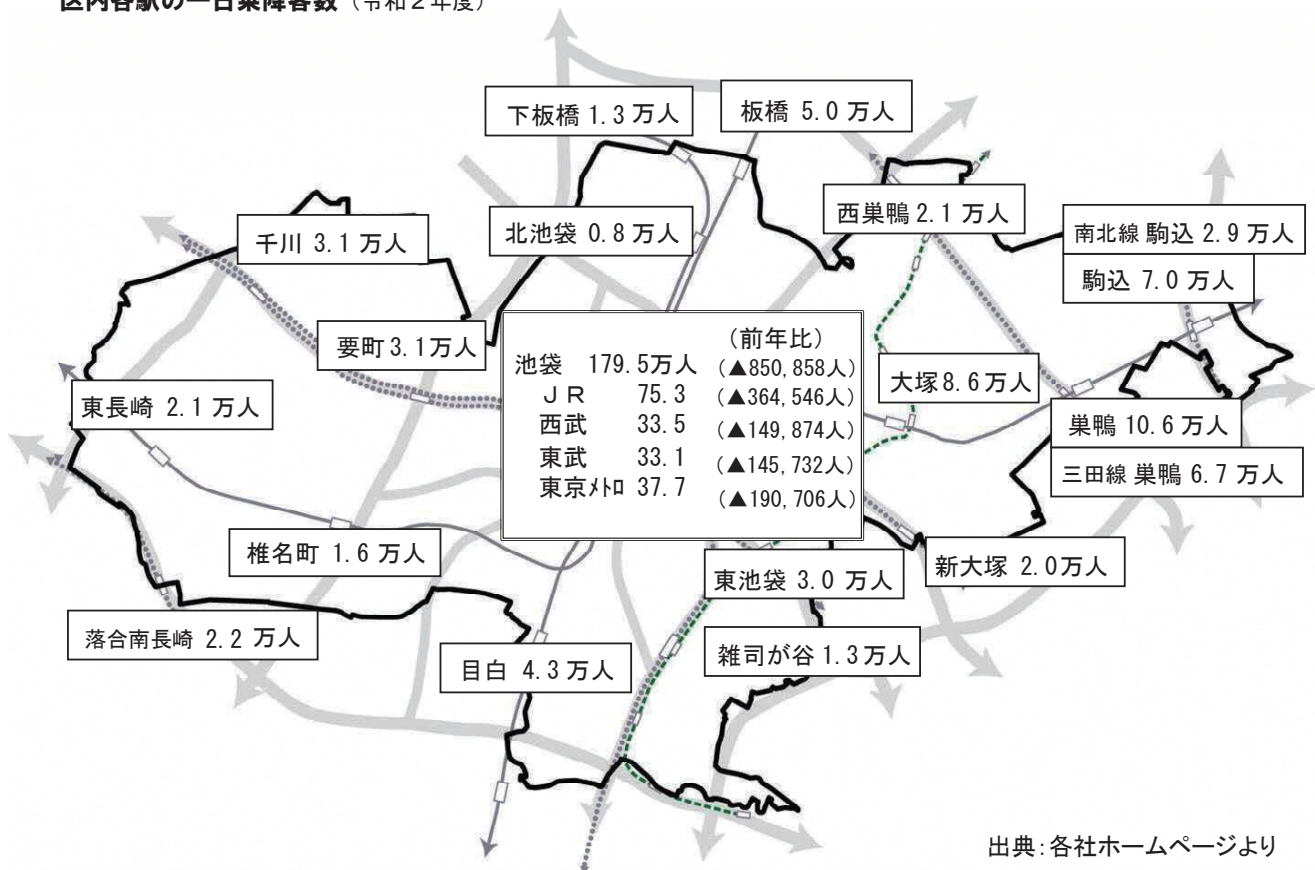 区内各駅の一日乗降客数（令和２年度）
下板橋 1.3 万人
板橋 5.0 万人
西巣鴨 2.1 万人
千川 3.1 万人
北池袋 0.8 万人
南北線 駒込 2.9 万人
駒込 7.0 万人
要町 3.1 万人
（前年比）
池袋 179.5万人 （▲850,858人）
ＪＲ 75.3 （▲364,546人）
西武 33.5 （▲149,874人）
東武 33.1 （▲145,732人）
東京ﾒﾄﾛ 37.7 （▲190,706人）
大塚 8.6 万人
東長崎 2.1 万人
巣鴨 10.6 万人
三田線 巣鴨 6.7 万人
椎名町 1.6 万人
東池袋 3.0 万人
新大塚 2.0万人
落合南長崎 2.2 万人
目白 4.3 万人
雑司が谷 1.3 万人
出典：各社ホームページより